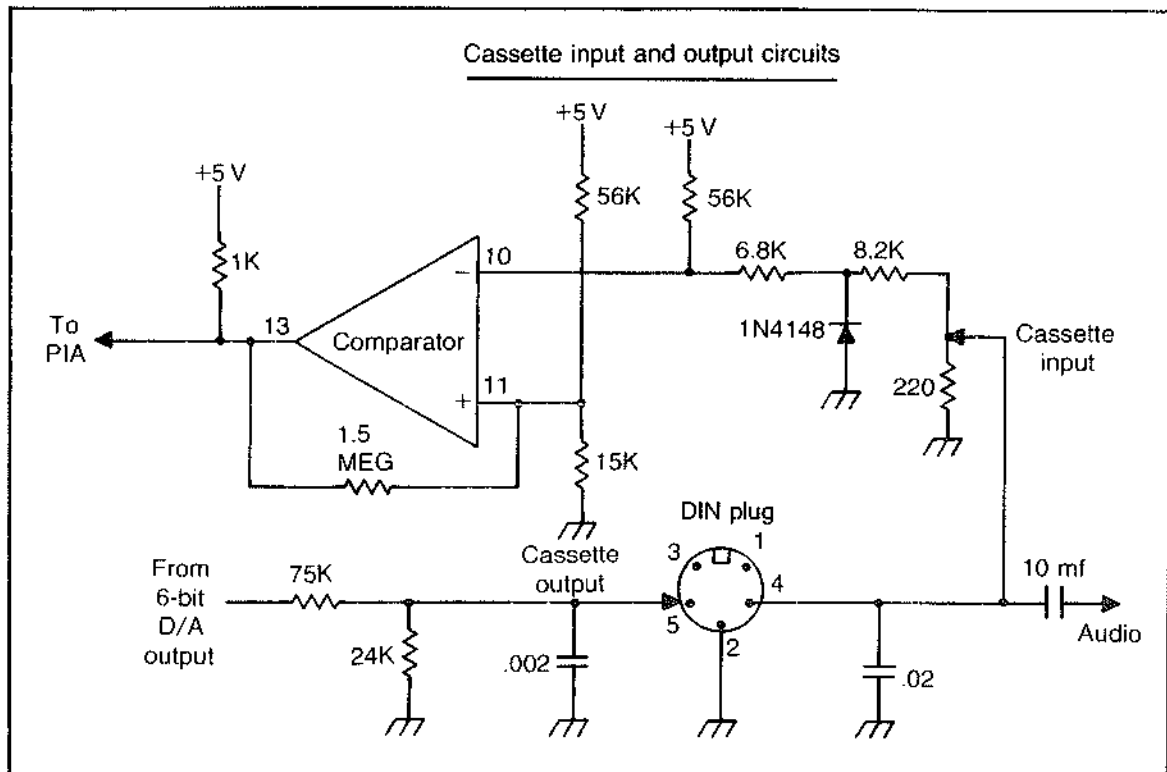 Cassette input and output circuits
+5 V
+5 V
+5 V
56K
56K
1K
6.8K
8.2K
10
−
1N4148
To
PIA
13
Comparator
Cassette
input
11
+
220
1.5
MEG
15K
DIN plug
Cassette
output
3
1
4
5
2
10 mf
Audio
From
6-bit
D/A
output
75K
24K
.002
.02